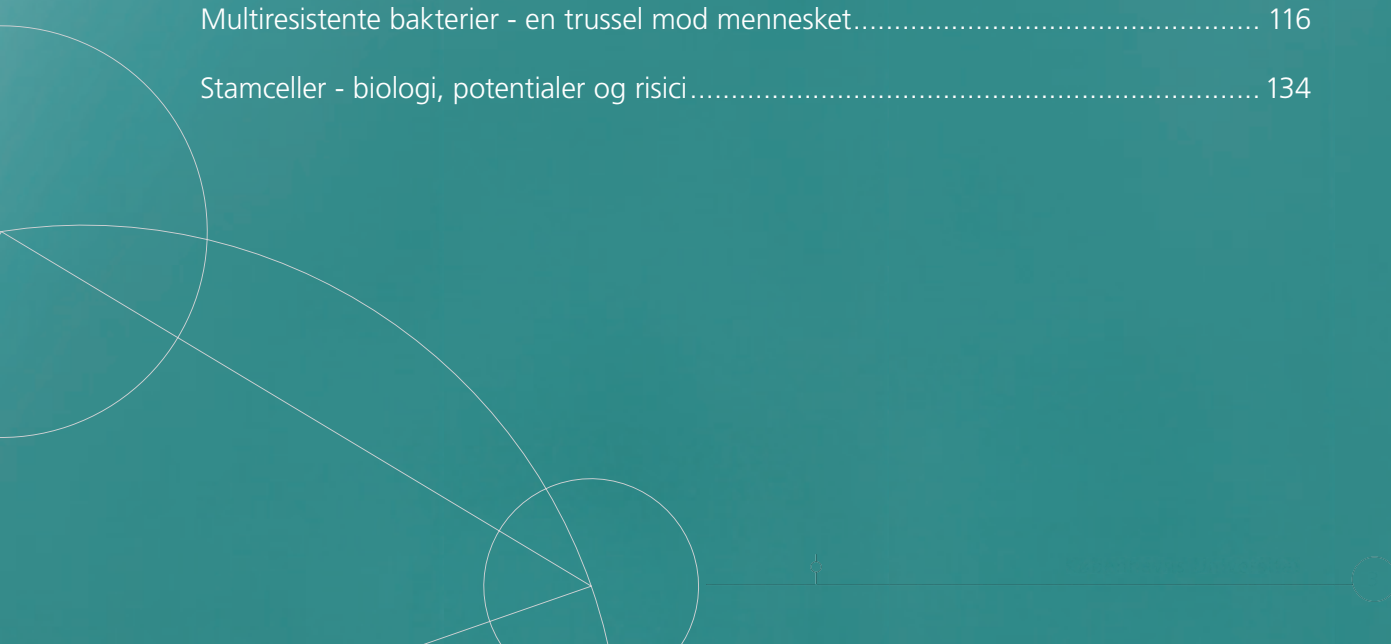 Multiresistente bakterier - en trussel mod mennesket.................................................. 116
Stamceller - biologi, potentialer og risici...................................................................... 134